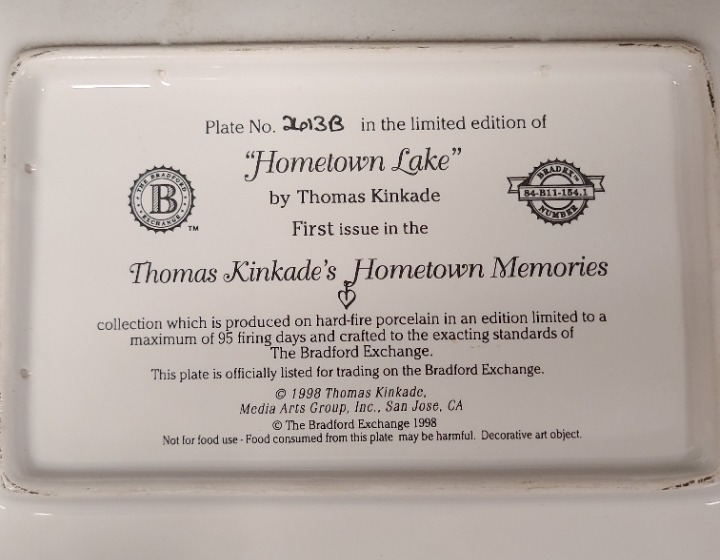 Plate No. 2013B in the limited edition of
"Hometown Lake"
by Thomas Kinkade
First issue in the
Thomas Kinkade's Hometown Memories
THE BRADFORD
B
EXCHANGE
TM
BRADEX™
84-B11-154.1
NUMBER
collection which is produced on hard-fire porcelain in an edition limited to a
maximum of 95 firing days and crafted to the exacting standards of
The Bradford Exchange.
This plate is officially listed for trading on the Bradford Exchange.
© 1998 Thomas Kinkade,
Media Arts Group, Inc., San Jose, CA
© The Bradford Exchange 1998
Not for food use - Food consumed from this plate may be harmful. Decorative art object.